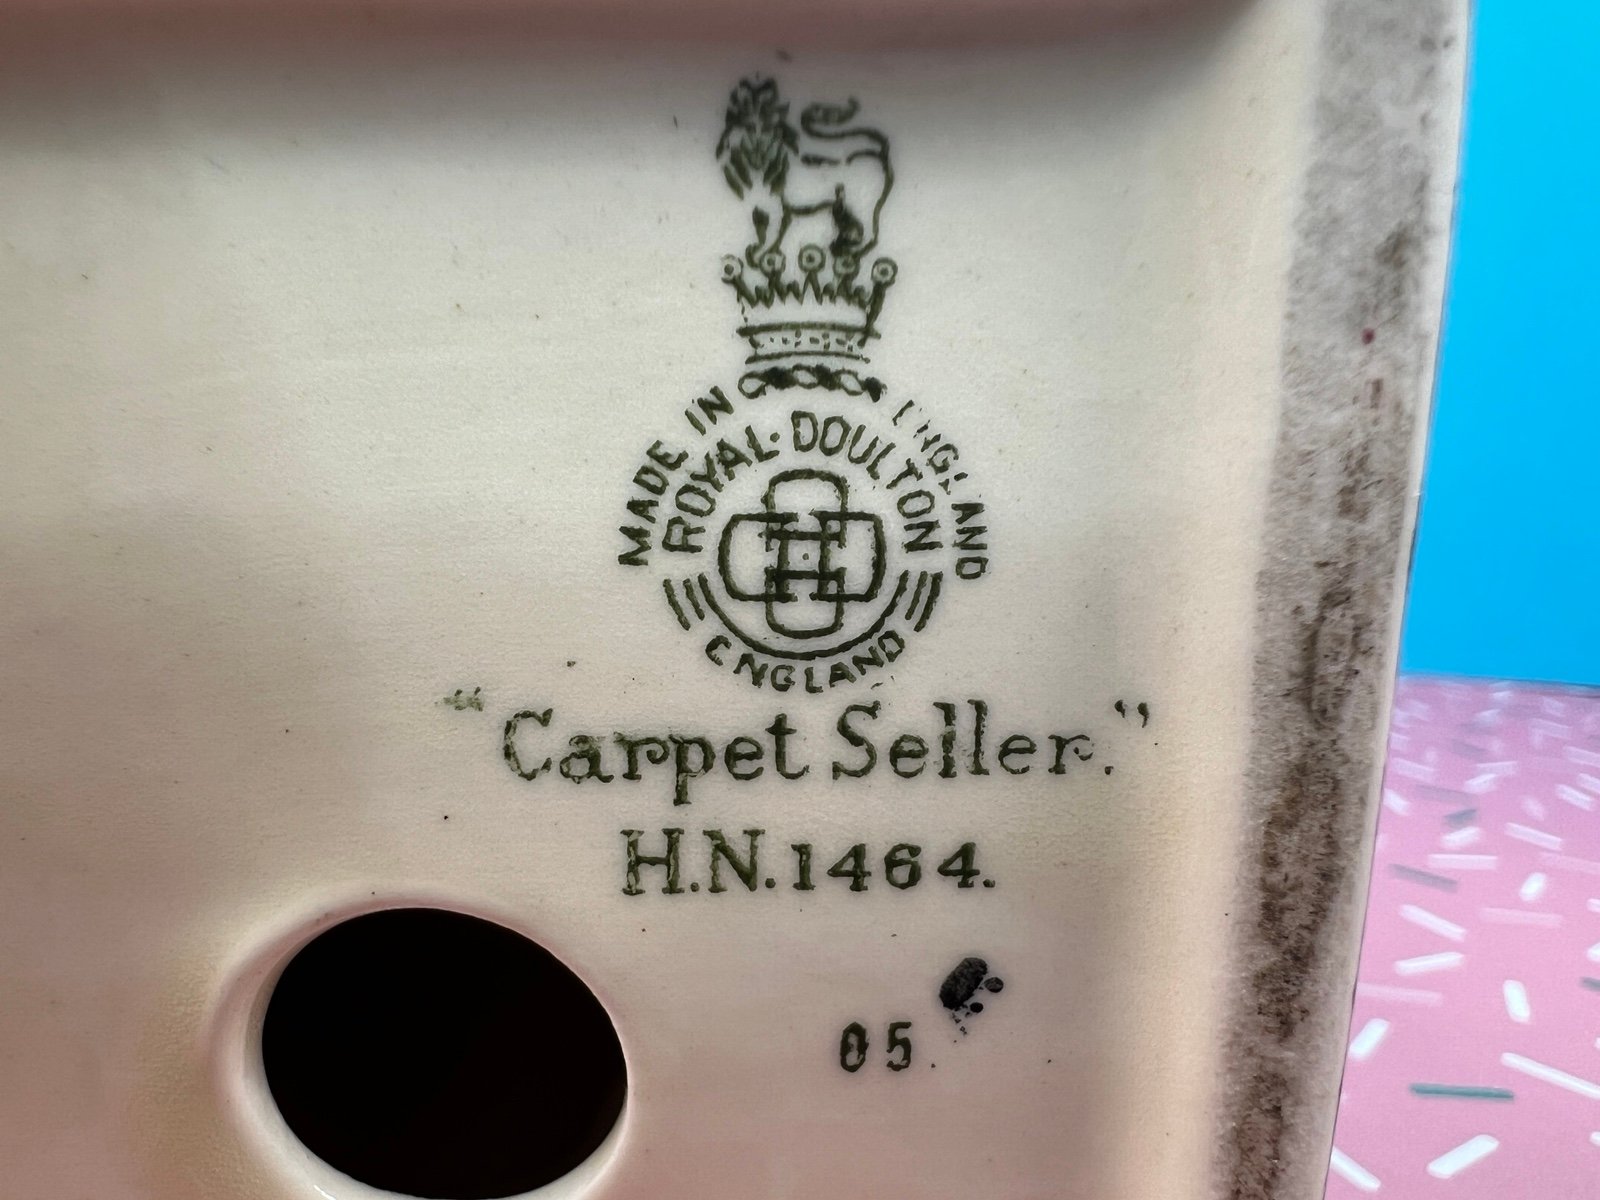 MADE IN ENGLAND
ROYAL·DOULTON
ENGLAND
“Carpet Seller.”
H.N.1464.
05.